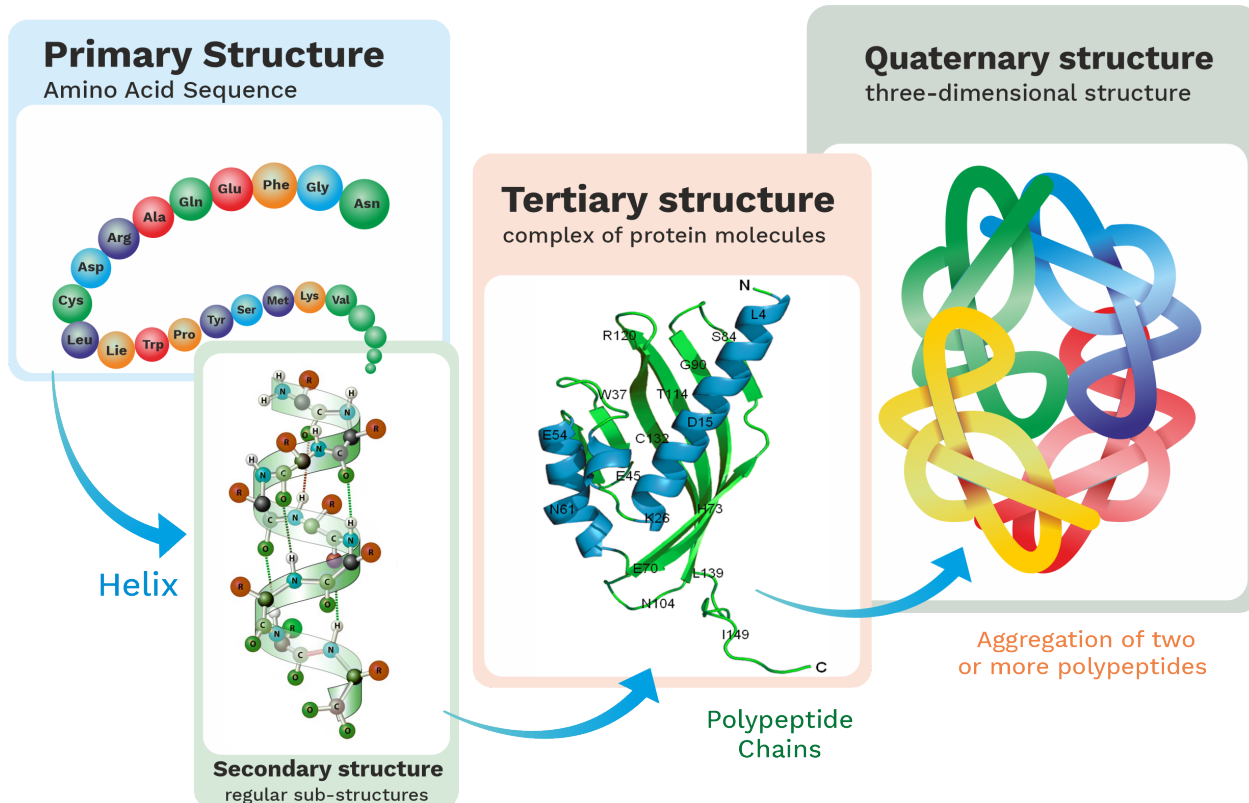 Primary Structure
Amino Acid Sequence
Asn
Gly
Phe
Glu
Gln
Ala
Arg
Asp
Cys
Leu
Lie
Trp
Pro
Tyr
Ser
Met
Lys
Val
Helix
H
R
H
N
H
C
N
O
H
R
R
N
C
H
N
C
O
O
R
H
R
C
N
H
O
C
N
R
H
R
N
C
O
H
C
N
R
H
O
C
N
R
O
C
O
O
Secondary structure
regular sub-structures
Tertiary structure
complex of protein molecules
N
L4
R120
S84
G90
W37
T114
D15
E54
C132
E45
N61
K26
H73
E70
L139
N104
I149
C
Polypeptide
Chains
Quaternary structure
three-dimensional structure
Aggregation of two
or more polypeptides